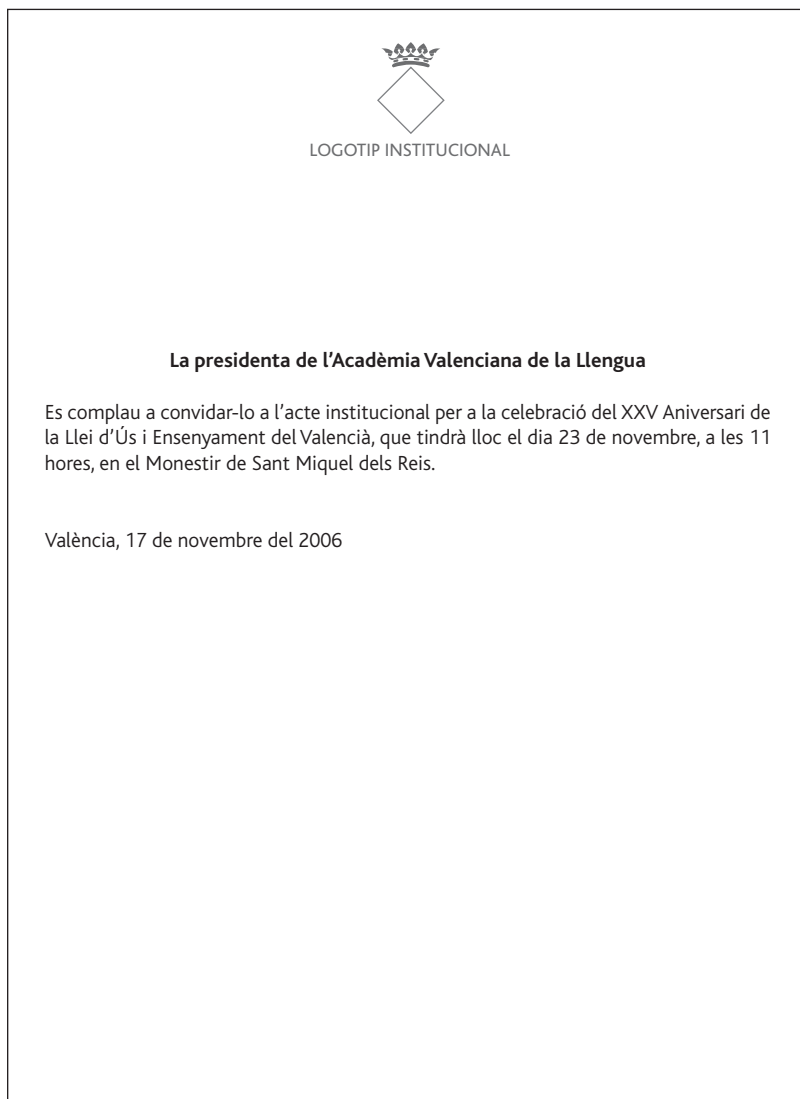 LOGOTIP INSTITUCIONAL
La presidenta de l’Acadèmia Valenciana de la Llengua
Es complau a convidar-lo a l’acte institucional per a la celebració del XXV Aniversari de
la Llei d’Ús i Ensenyament del Valencià, que tindrà lloc el dia 23 de novembre, a les 11
hores, en el Monestir de Sant Miquel dels Reis.
València, 17 de novembre del 2006